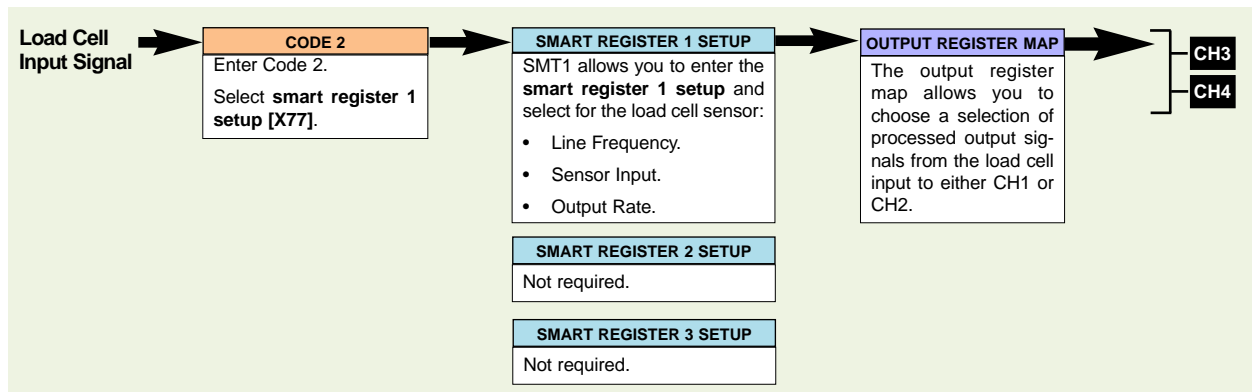 Load Cell
Input Signal
CODE 2
Enter Code 2.
Select smart register 1
setup [X77].
SMART REGISTER 1 SETUP
SMT1 allows you to enter the
smart register 1 setup and
select for the load cell sensor:
• Line Frequency.
• Sensor Input.
• Output Rate.
SMART REGISTER 2 SETUP
Not required.
SMART REGISTER 3 SETUP
Not required.
OUTPUT REGISTER MAP
The output register
map allows you to
choose a selection of
processed output sig-
nals from the load cell
input to either CH1 or
CH2.
CH3
CH4